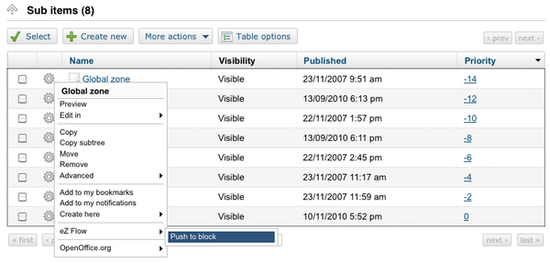 Sub items (8)
Select Create new More actions Table options ‹ prev next ›
Name Visibility Published Priority
Global zone Visible 23/11/2007 9:51 am -14
Global zone
Preview Visible 13/09/2010 6:13 pm -12
Edit in Visible 22/11/2007 1:57 pm -10
Copy Visible 13/09/2010 6:11 pm -8
Copy subtree
Move Visible 22/11/2007 2:45 pm -6
Remove
Advanced Visible 23/11/2007 11:17 am -4
Add to my bookmarks Visible 23/11/2007 11:59 am -2
Add to my notifications
Create here Visible 10/11/2010 5:52 pm 0
eZ Flow Push to block
« first next › last »
OpenOffice.org